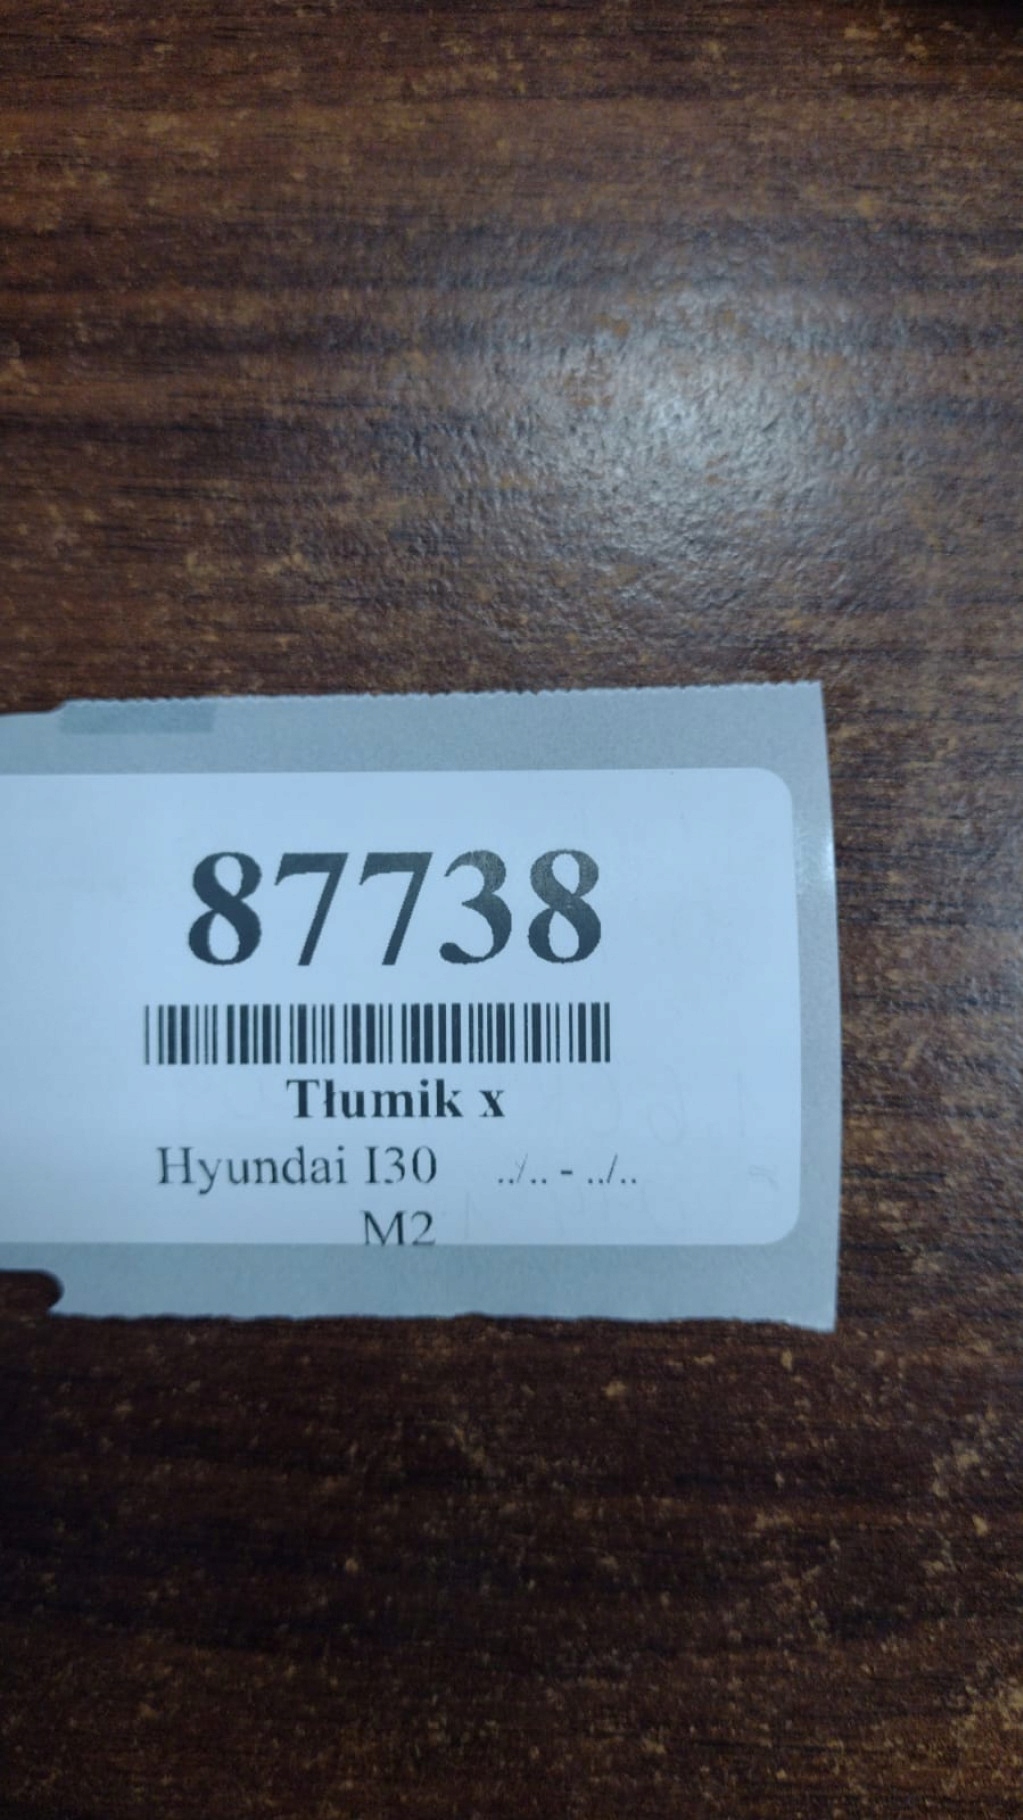 87738
Tłumik x
Hyundai I30 ../.. - ../..
M2